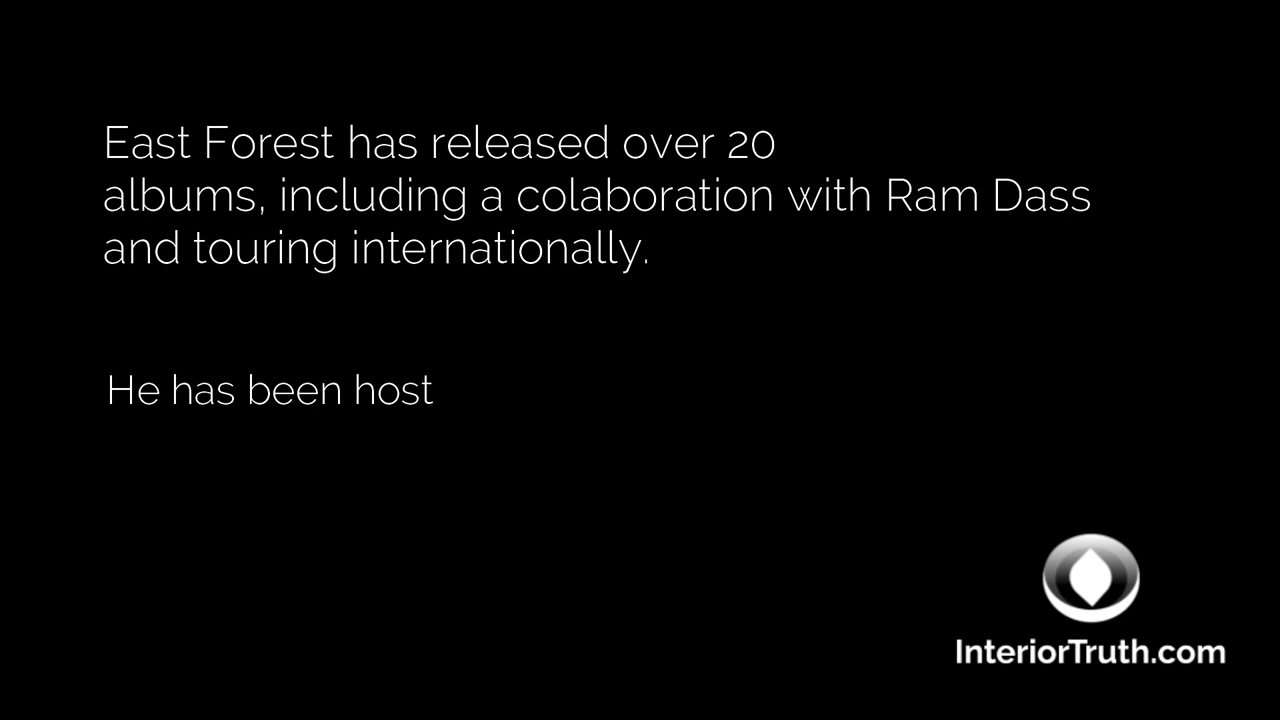 East Forest has released over 20
albums, including a colaboration with Ram Dass
and touring internationally.
He has been host
InteriorTruth.com